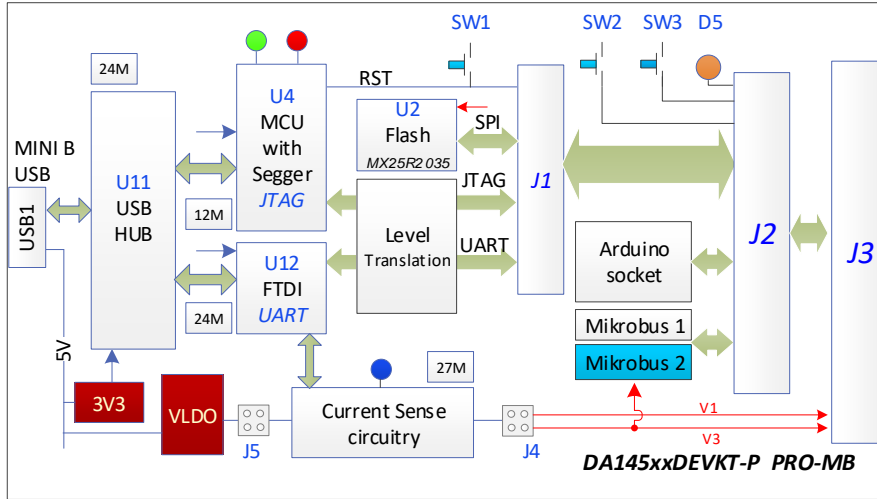 SW1
SW2
SW3
D5
24M
RST
U4
MCU
with
Segger
JTAG
U2
Flash
MX25R2035
SPI
MINI B
USB
USB1
U11
USB
HUB
12M
JTAG
Level
Translation
UART
J1
J2
J3
U12
FTDI
UART
24M
Arduino
socket
Mikrobus 1
Mikrobus 2
5V
3V3
VLDO
J5
27M
Current Sense
circuitry
J4
V1
V3
DA145xxDEVKT-P PRO-MB